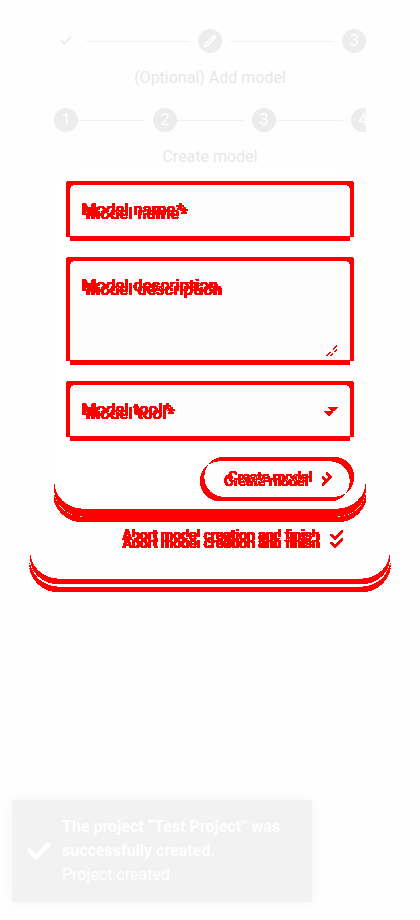 3
(Optional) Add model
1 2 3 4
Create model
Model name*
Model description
Model tool*
Create model
Abort model creation and finish
The project “Test Project” was
successfully created.
Project created